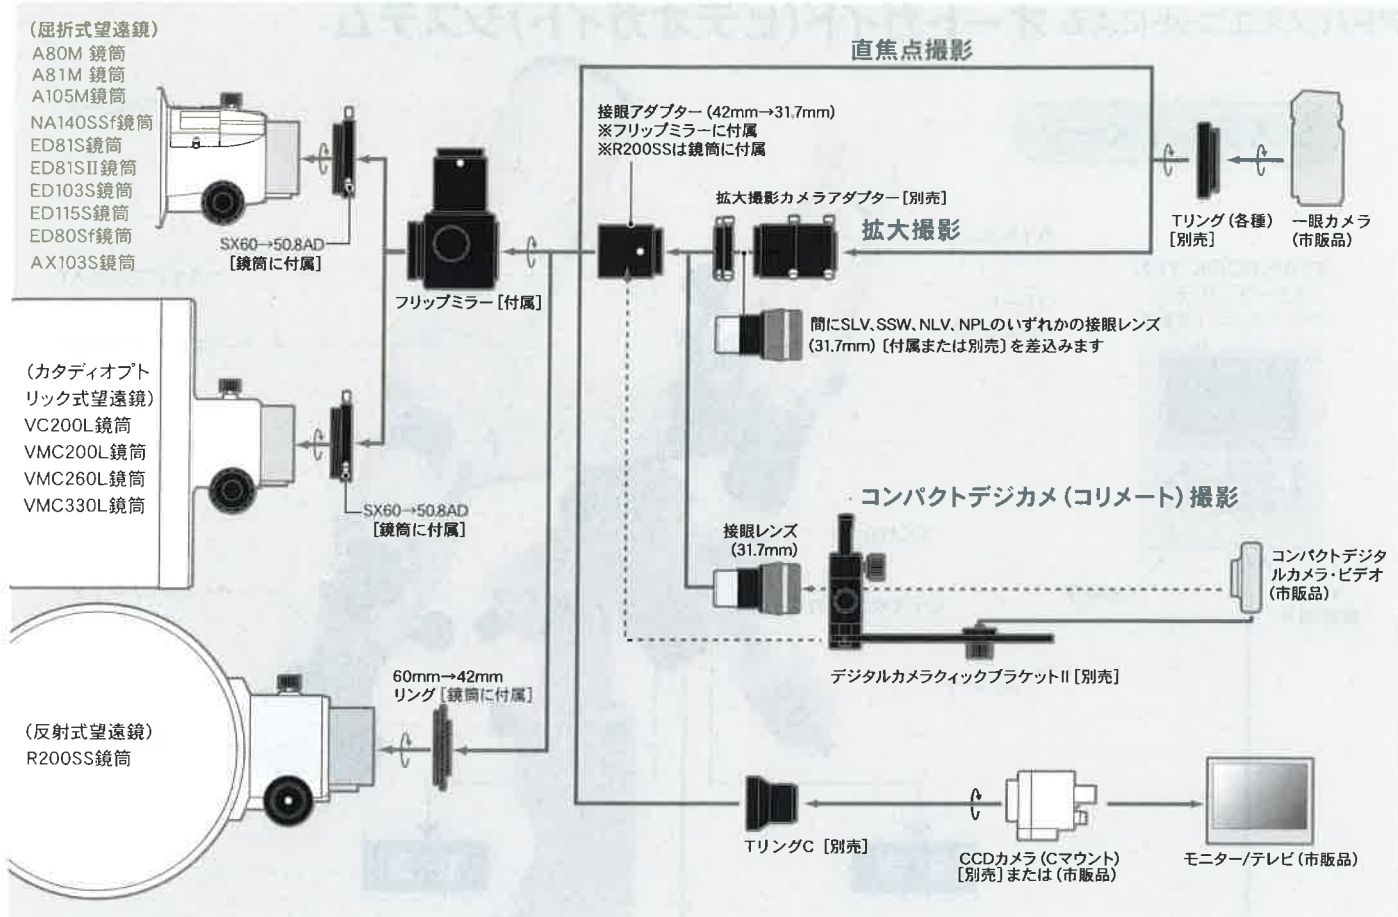 直焦点撮影
(屈折式望遠鏡)
A80M 鏡筒
A81M 鏡筒
A105M鏡筒
NA140SSf鏡筒
ED81S鏡筒
ED81SII鏡筒
ED103S鏡筒
ED115S鏡筒
ED80Sf鏡筒
AX103S鏡筒
SX60→50.8AD
[鏡筒に付属]
フリップミラー[付属]
接眼アダプター(42mm→31.7mm)
※フリップミラーに付属
※R200SSは鏡筒に付属
拡大撮影カメラアダプター[別売]
拡大撮影
Tリング(各種)
[別売]
一眼カメラ
(市販品)
間にSLV、SSW、NLV、NPLのいずれかの接眼レンズ
(31.7mm)[付属または別売]を差込みます
(カタディオプト
リック式望遠鏡)
VC200L鏡筒
VMC200L鏡筒
VMC260L鏡筒
VMC330L鏡筒
SX60→50.8AD
[鏡筒に付属]
コンパクトデジカメ(コリメート)撮影
接眼レンズ
(31.7mm)
コンパクトデジタ
ルカメラ・ビデオ
(市販品)
デジタルカメラクィックブラケットII[別売]
60mm→42mm
リング[鏡筒に付属]
(反射式望遠鏡)
R200SS鏡筒
TリングC [別売]
CCDカメラ(Cマウント)
[別売]または(市販品)
モニター/テレビ(市販品)